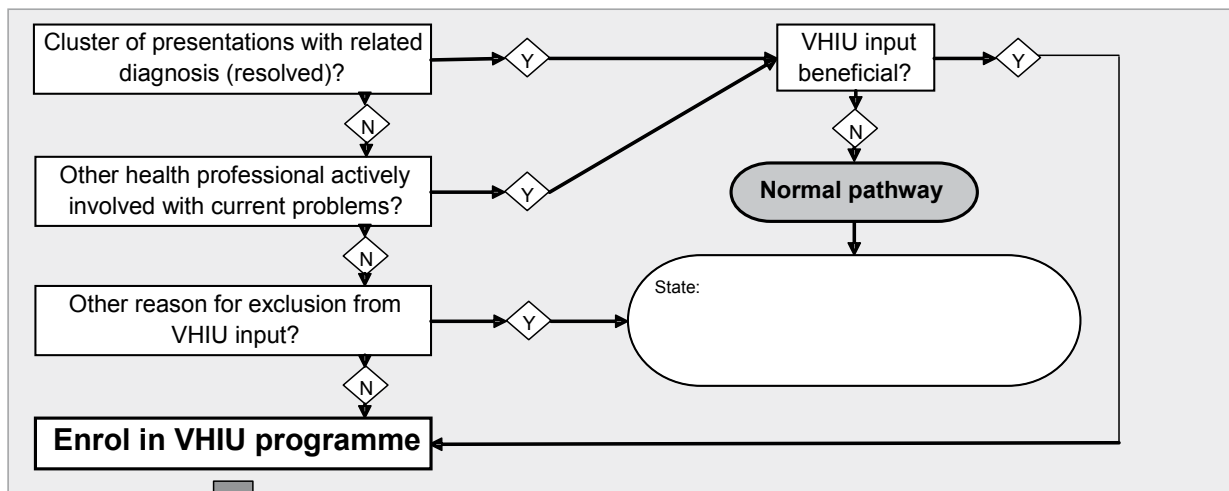 Cluster of presentations with related
diagnosis (resolved)?
Y
VHIU input
beneficial?
Y
N
N
Other health professional actively
involved with current problems?
Y
Normal pathway
N
State:
Other reason for exclusion from
VHIU input?
Y
N
Enrol in VHIU programme